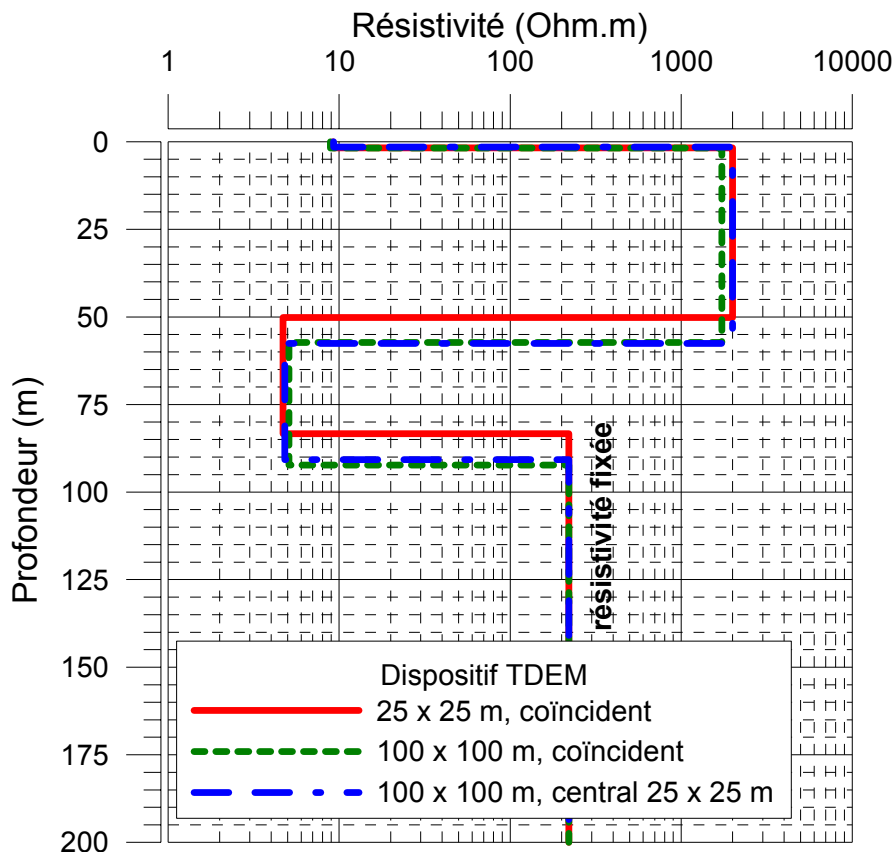 Résistivité (Ohm.m)
1 10 100 1000 10000
0
25
50
75
100
125
150
175
200
Profondeur (m)
résistivité fixée
Dispositif TDEM
25 x 25 m, coïncident
100 x 100 m, coïncident
100 x 100 m, central 25 x 25 m